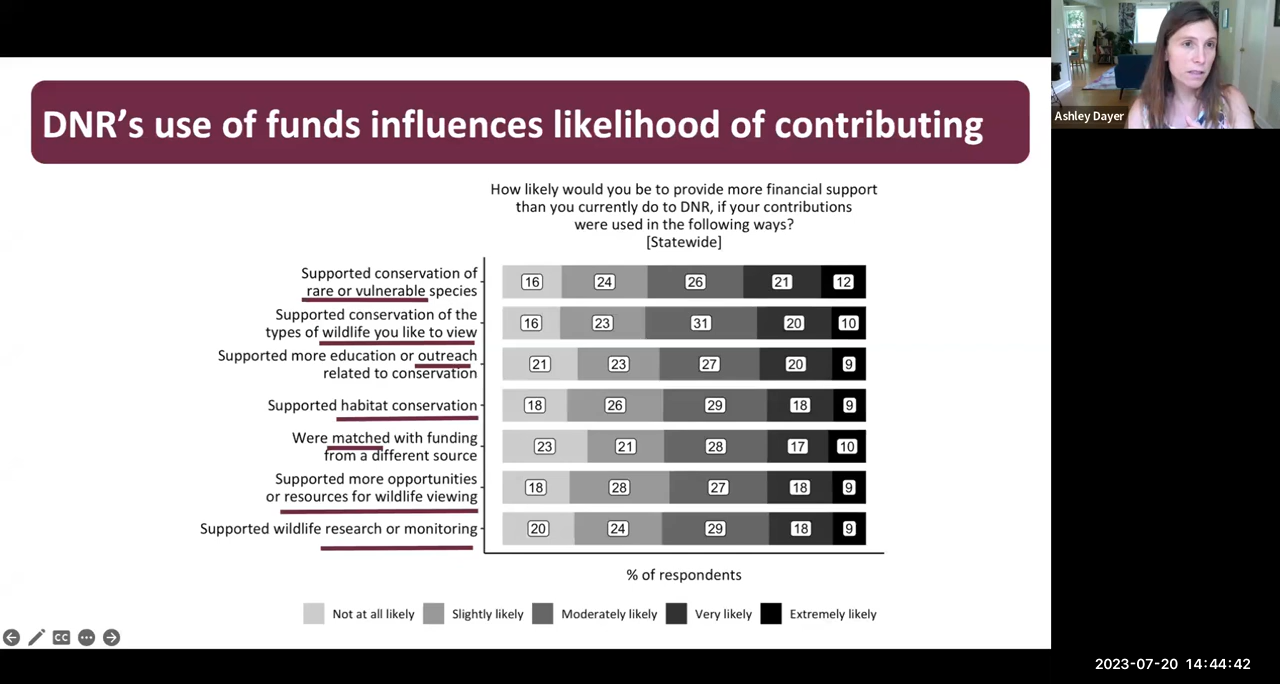 Ashley Dayer
DNR’s use of funds influences likelihood of contributing
How likely would you be to provide more financial support
than you currently do to DNR, if your contributions
were used in the following ways?
[Statewide]
Supported conservation of
rare or vulnerable species
16 24 26 21 12
Supported conservation of the
types of wildlife you like to view
16 23 31 20 10
Supported more education or outreach
related to conservation
21 23 27 20 9
Supported habitat conservation
18 26 29 18 9
Were matched with funding
from a different source
23 21 28 17 10
Supported more opportunities
or resources for wildlife viewing
18 28 27 18 9
Supported wildlife research or monitoring
20 24 29 18 9
% of respondents
Not at all likely Slightly likely Moderately likely Very likely Extremely likely
CC
2023-07-20 14:44:42